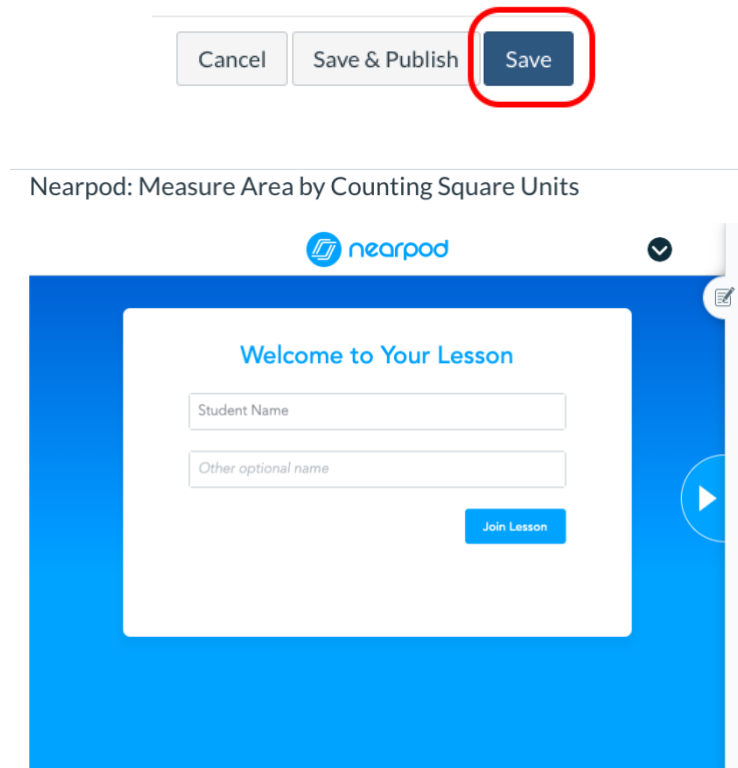 Cancel Save & Publish Save
Nearpod: Measure Area by Counting Square Units
nearpod
Welcome to Your Lesson
Student Name
Other optional name
Join Lesson